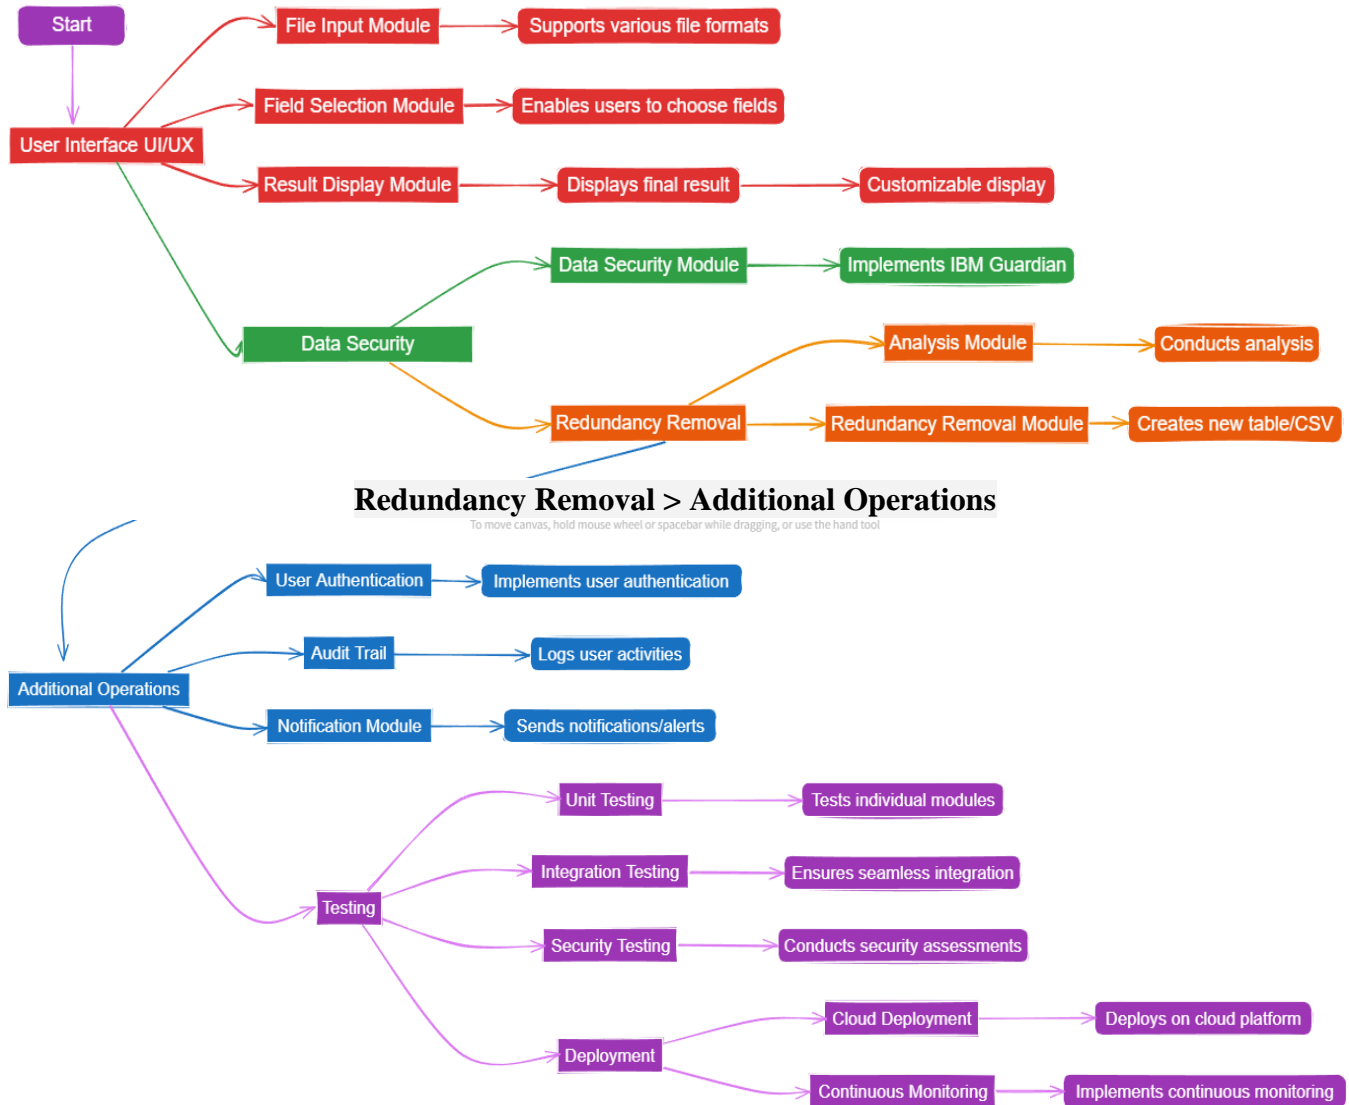 Start
File Input Module
Supports various file formats
Field Selection Module
Enables users to choose fields
User Interface UI/UX
Result Display Module
Displays final result
Customizable display
Data Security Module
Implements IBM Guardian
Data Security
Analysis Module
Conducts analysis
Redundancy Removal
Redundancy Removal Module
Creates new table/CSV
Redundancy Removal > Additional Operations
To move canvas, hold mouse wheel or spacebar while dragging, or use the hand tool
User Authentication
Implements user authentication
Audit Trail
Logs user activities
Additional Operations
Notification Module
Sends notifications/alerts
Unit Testing
Tests individual modules
Integration Testing
Ensures seamless integration
Testing
Security Testing
Conducts security assessments
Cloud Deployment
Deploys on cloud platform
Deployment
Continuous Monitoring
Implements continuous monitoring